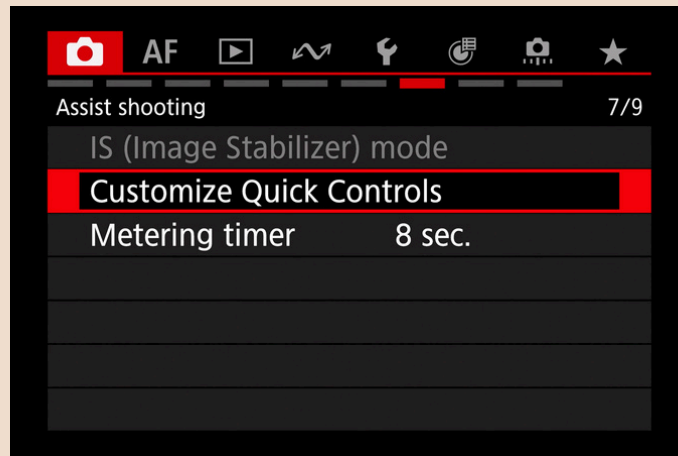 AF
Assist shooting 7/9
IS (Image Stabilizer) mode
Customize Quick Controls
Metering timer 8 sec.